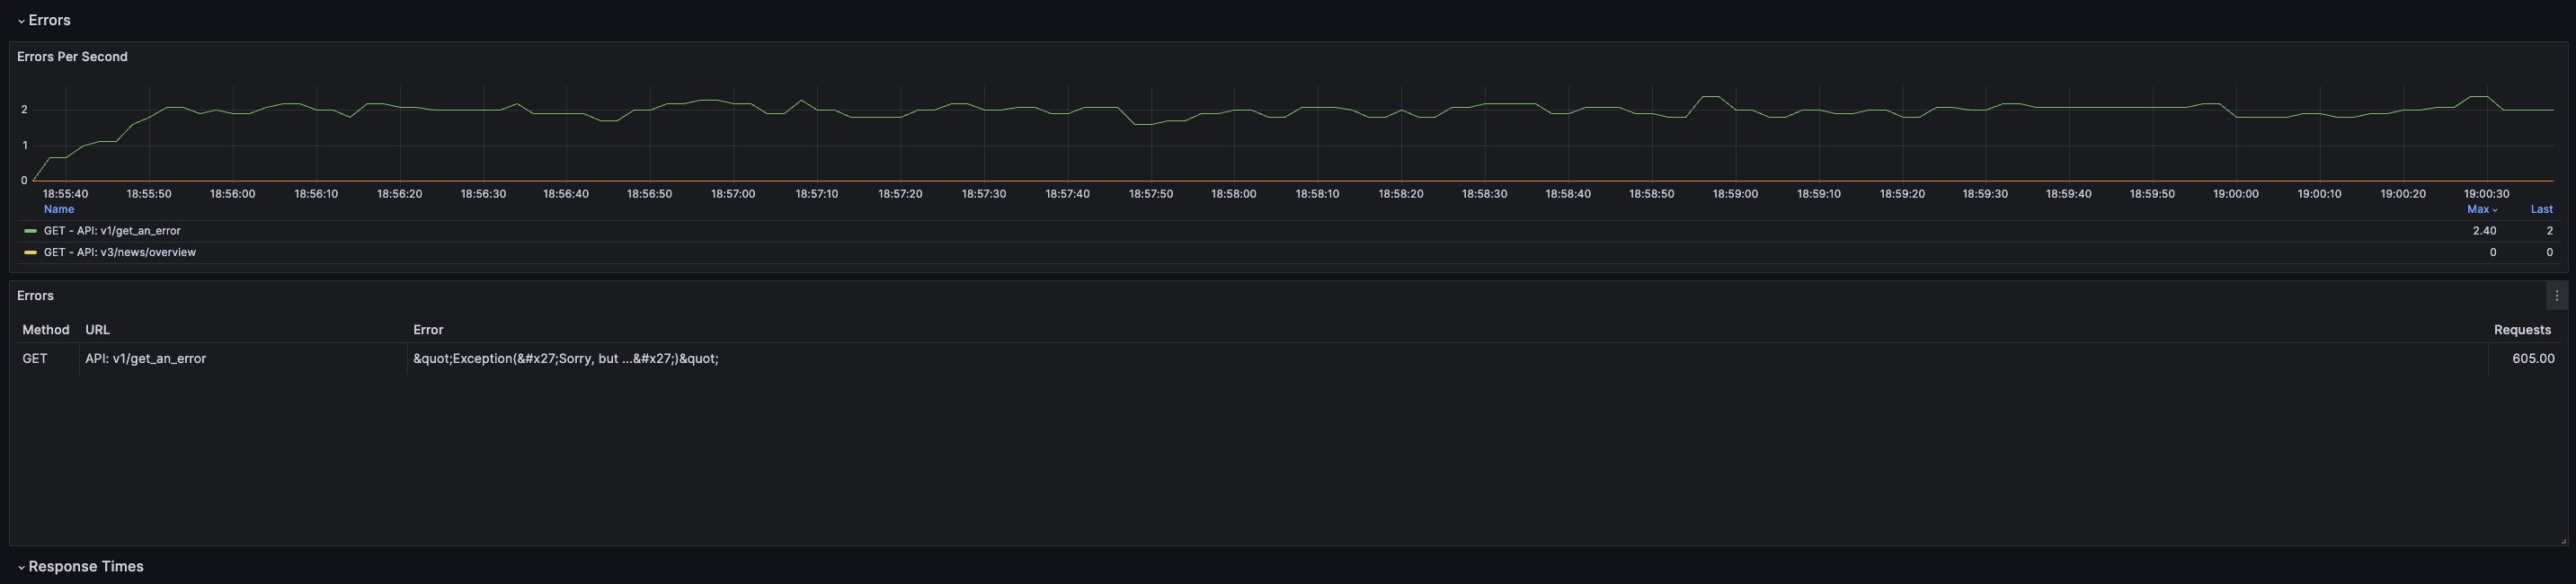 Errors
Errors Per Second
2
1
0
18:55:40 18:55:50 18:56:00 18:56:10 18:56:20 18:56:30 18:56:40 18:56:50 18:57:00 18:57:10 18:57:20 18:57:30 18:57:40 18:57:50 18:58:00 18:58:10 18:58:20 18:58:30 18:58:40 18:58:50 18:59:00 18:59:10 18:59:20 18:59:30 18:59:40 18:59:50 19:00:00 19:00:10 19:00:20 19:00:30
Name Max Last
GET - API: v1/get_an_error 2.40 2
GET - API: v3/news/overview 0 0
Errors
Method URL Error Requests
GET API: v1/get_an_error &quot;Exception(&#x27;Sorry, but ...&#x27;)&quot; 605.00
Response Times